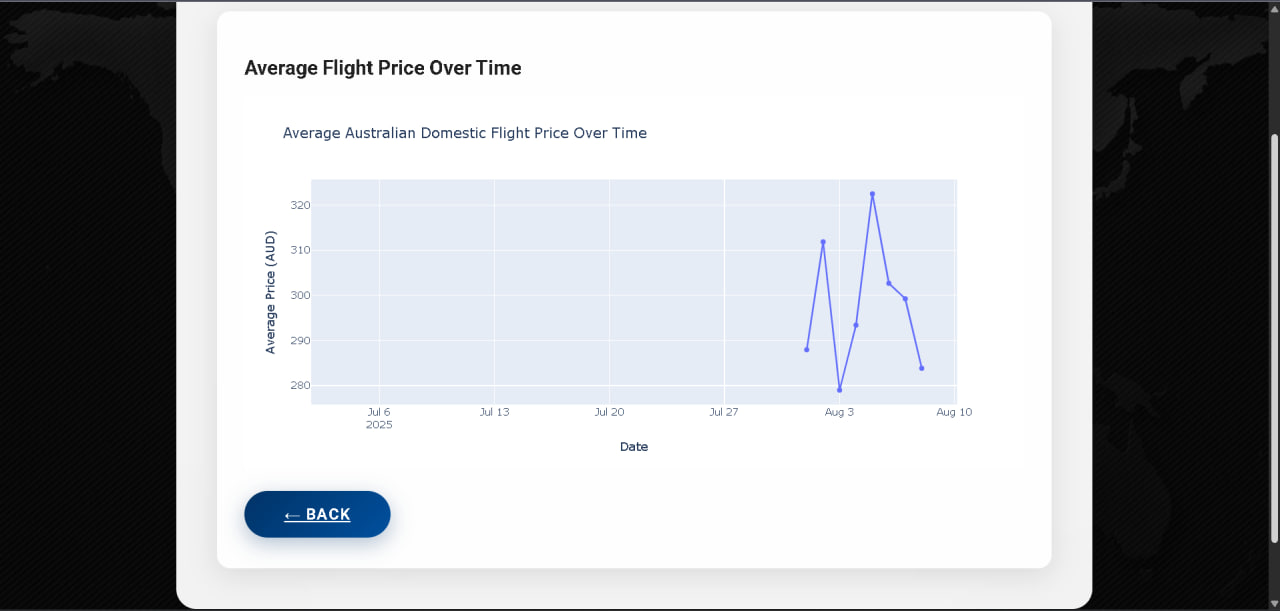 Average Flight Price Over Time
Average Australian Domestic Flight Price Over Time
Average Price (AUD)
320
310
300
290
280
Jul 6
2025
Jul 13
Jul 20
Jul 27
Aug 3
Aug 10
Date
← BACK